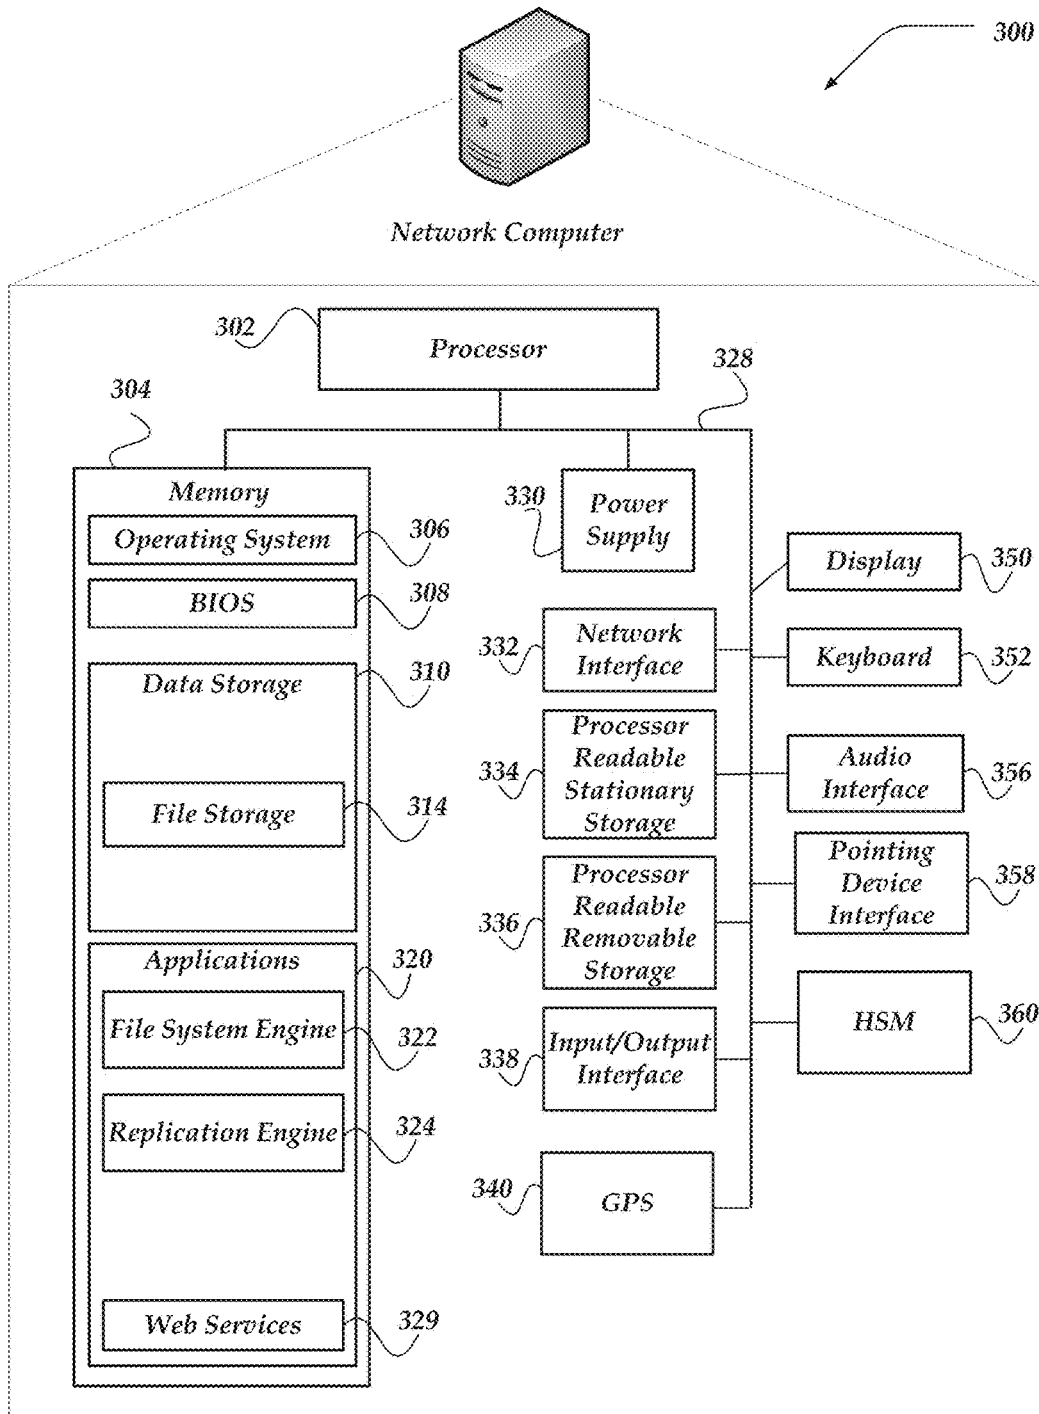 300
Network Computer
302
Processor
328
304
Memory
Operating System
306
BIOS
308
Data Storage
310
File Storage
314
Applications
320
File System Engine
322
Replication Engine
324
Web Services
329
330
Power
Supply
332
Network
Interface
334
Processor
Readable
Stationary
Storage
336
Processor
Readable
Removable
Storage
338
Input/Output
Interface
340
GPS
Display
350
Keyboard
352
Audio
Interface
356
Pointing
Device
Interface
358
HSM
360